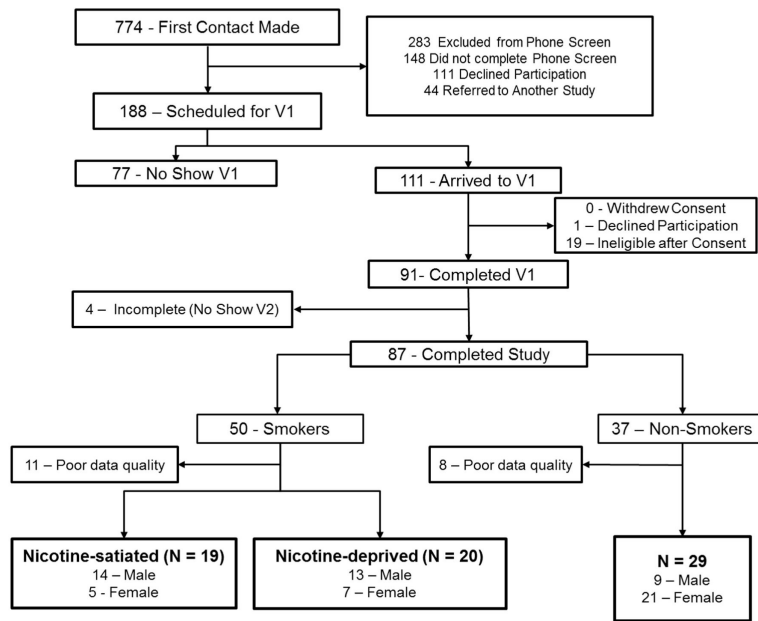 774 - First Contact Made
283 Excluded from Phone Screen
148 Did not complete Phone Screen
111 Declined Participation
44 Referred to Another Study
188 – Scheduled for V1
77 - No Show V1
111 - Arrived to V1
0 - Withdrew Consent
1 – Declined Participation
19 – Ineligible after Consent
91- Completed V1
4 – Incomplete (No Show V2)
87 - Completed Study
50 - Smokers
37 – Non-Smokers
11 – Poor data quality
8 – Poor data quality
Nicotine-satiated (N = 19)
14 – Male
5 - Female
Nicotine-deprived (N = 20)
13 – Male
7 – Female
N = 29
9 – Male
21 – Female